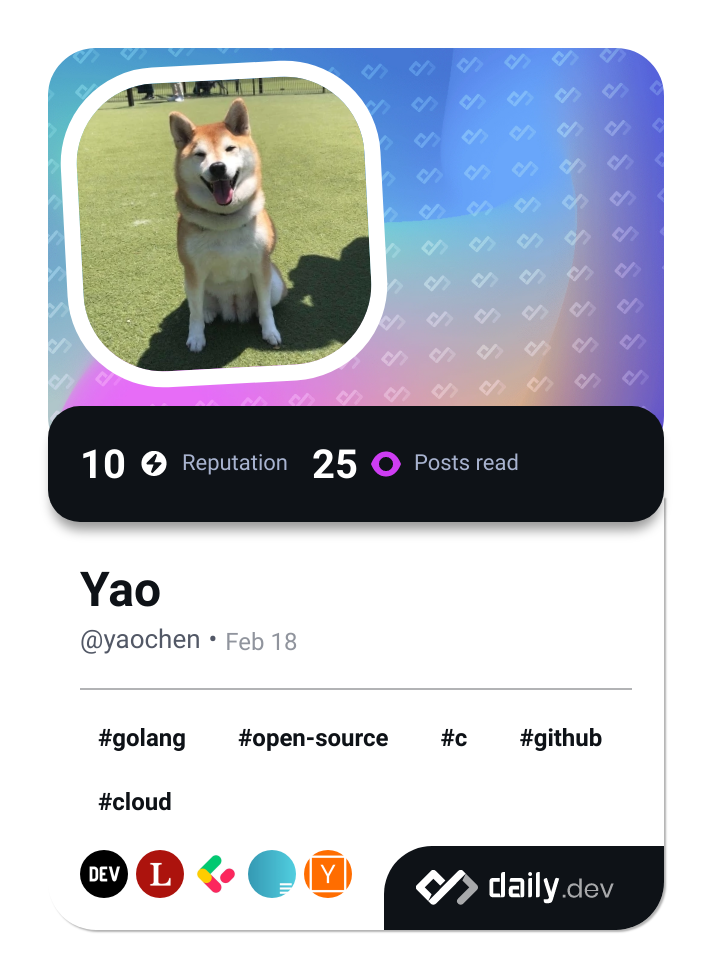 10 Reputation 25 Posts read
Yao
@yaochen • Feb 18
#golang #open-source #c #github
#cloud
DEV L Y daily.dev